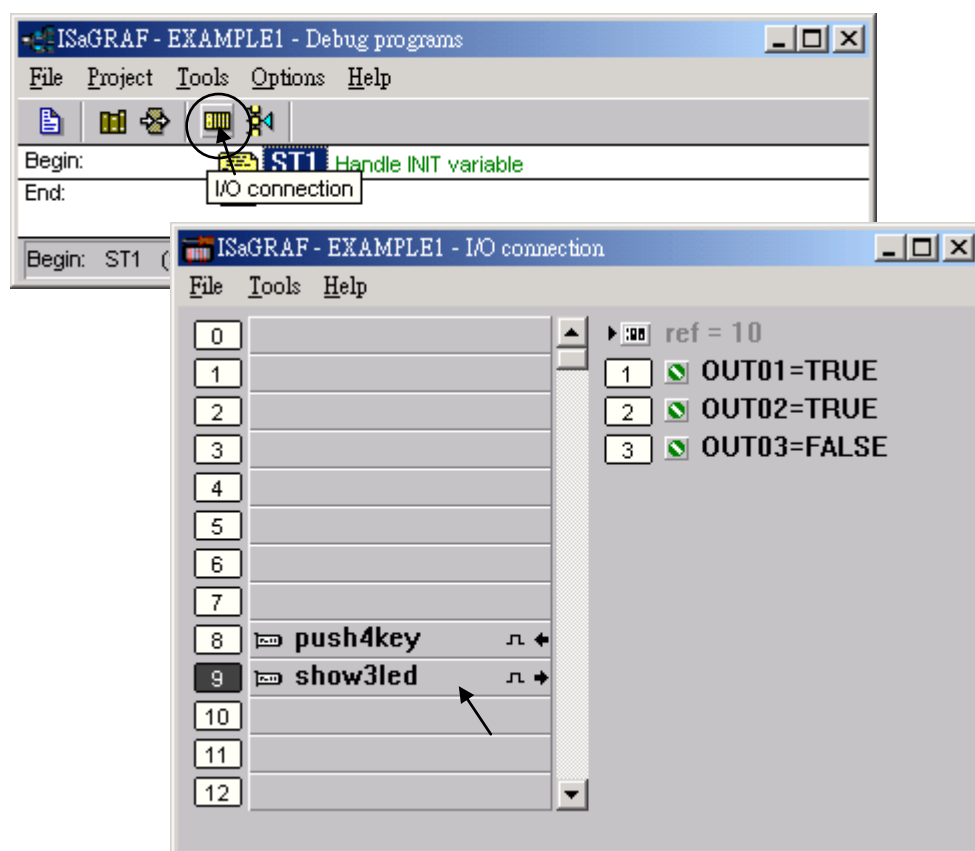 ISaGRAF - EXAMPLE1 - Debug programs
File Project Tools Options Help
Begin: ST1 Handle INIT variable
I/O connection
End:
Begin: ST1 (
ISaGRAF - EXAMPLE1 - I/O connection
File Tools Help
0
1
2
3
4
5
6
7
8 push4key
9 show3led
10
11
12
ref = 10
1 OUT01=TRUE
2 OUT02=TRUE
3 OUT03=FALSE